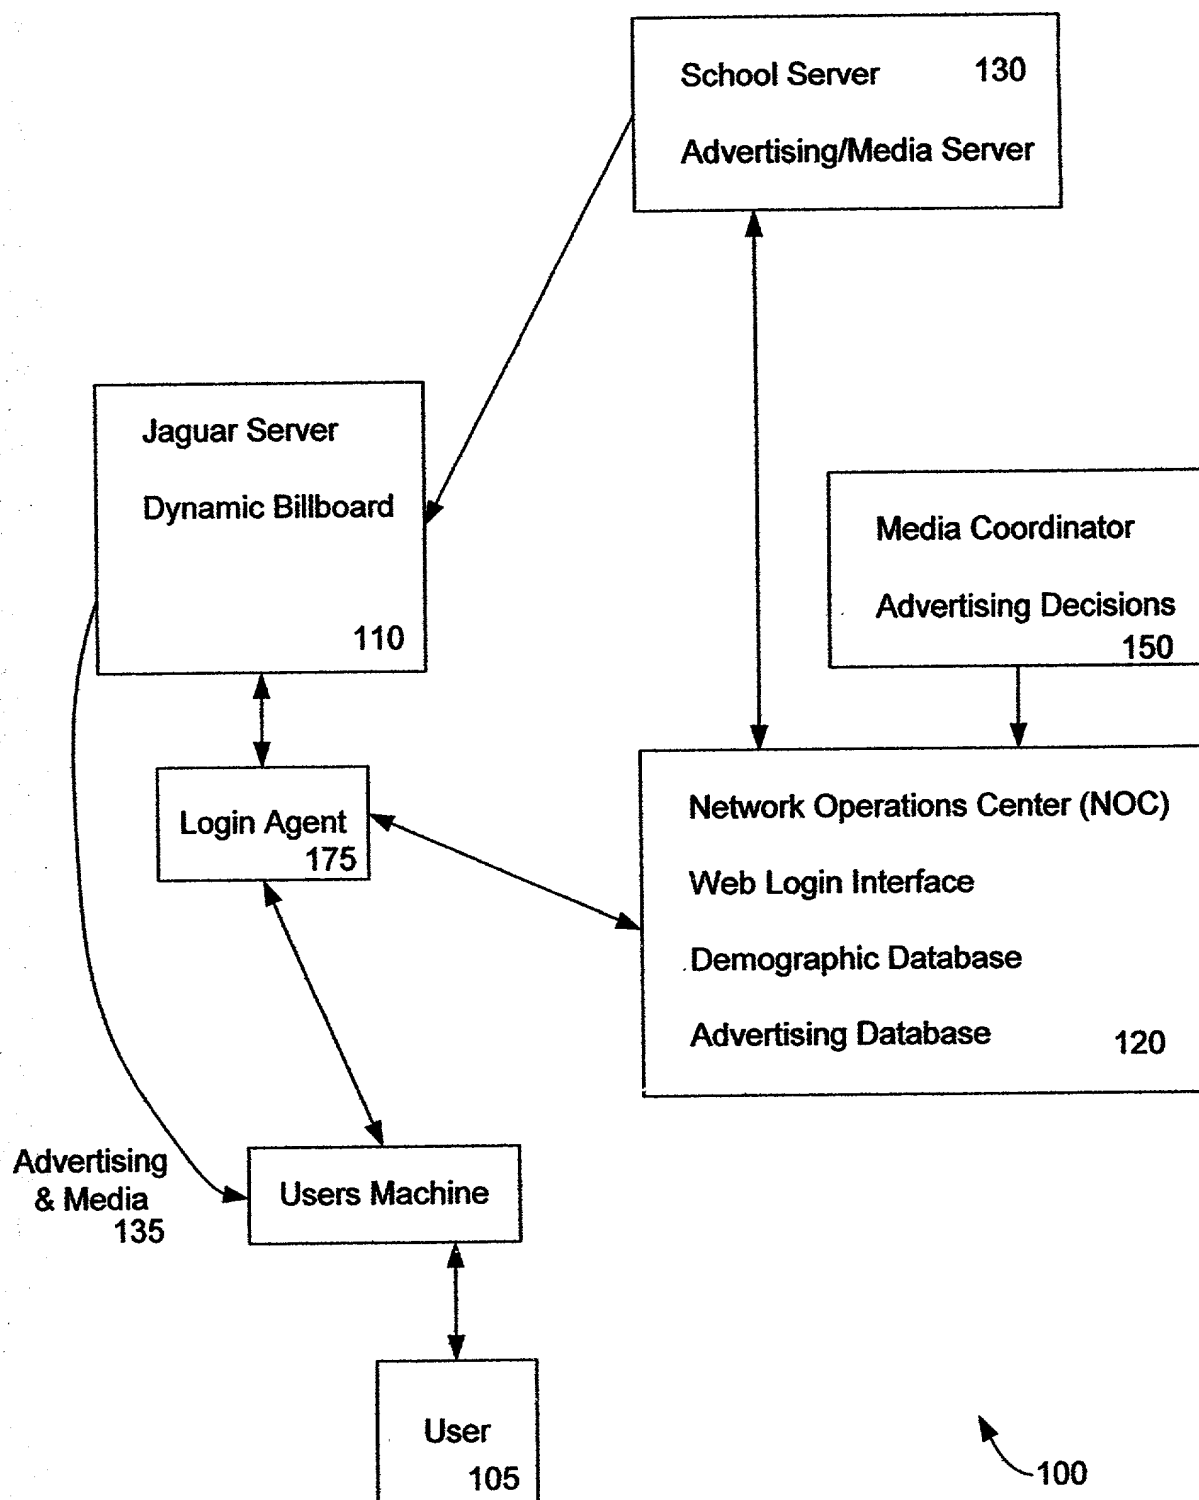 School Server 130
Advertising/Media Server
Jaguar Server
Dynamic Billboard
110
Media Coordinator
Advertising Decisions
150
Login Agent
175
Network Operations Center (NOC)
Web Login Interface
Demographic Database
Advertising Database 120
Advertising
& Media
135
Users Machine
User
105
100